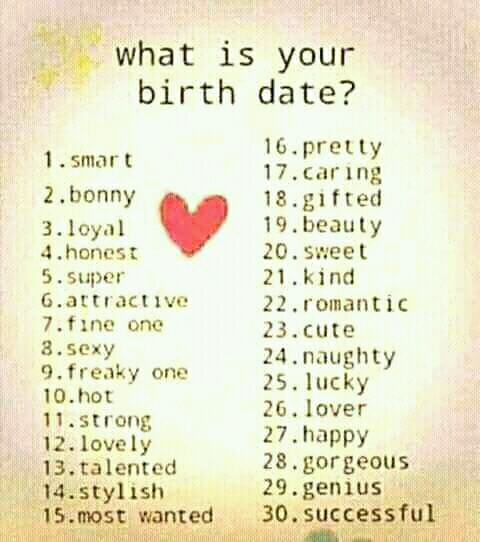 what is your
birth date?
1.smart
2.bonny
3.loyal
4.honest
5.super
6.attractive
7.fine one
8.sexy
9.freaky one
10.hot
11.strong
12.lovely
13.talented
14.stylish
15.most wanted
16.pretty
17.caring
18.gifted
19.beauty
20.sweet
21.kind
22.romantic
23.cute
24.naughty
25.lucky
26.lover
27.happy
28.gorgeous
29.genius
30.successful